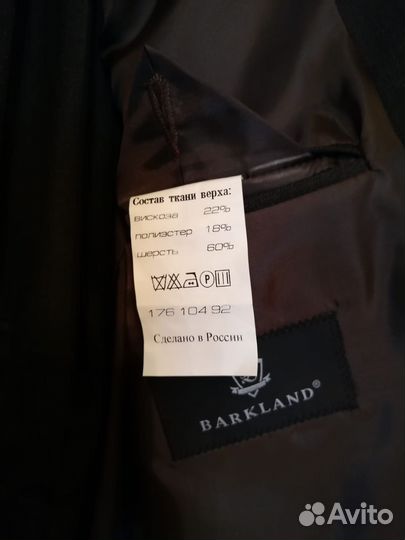 Состав ткани верха:
вискоза 22%
полиэстер 18%
шерсть 60%
P
176 104 92
Сделано в России
BARKLAND®
Avito